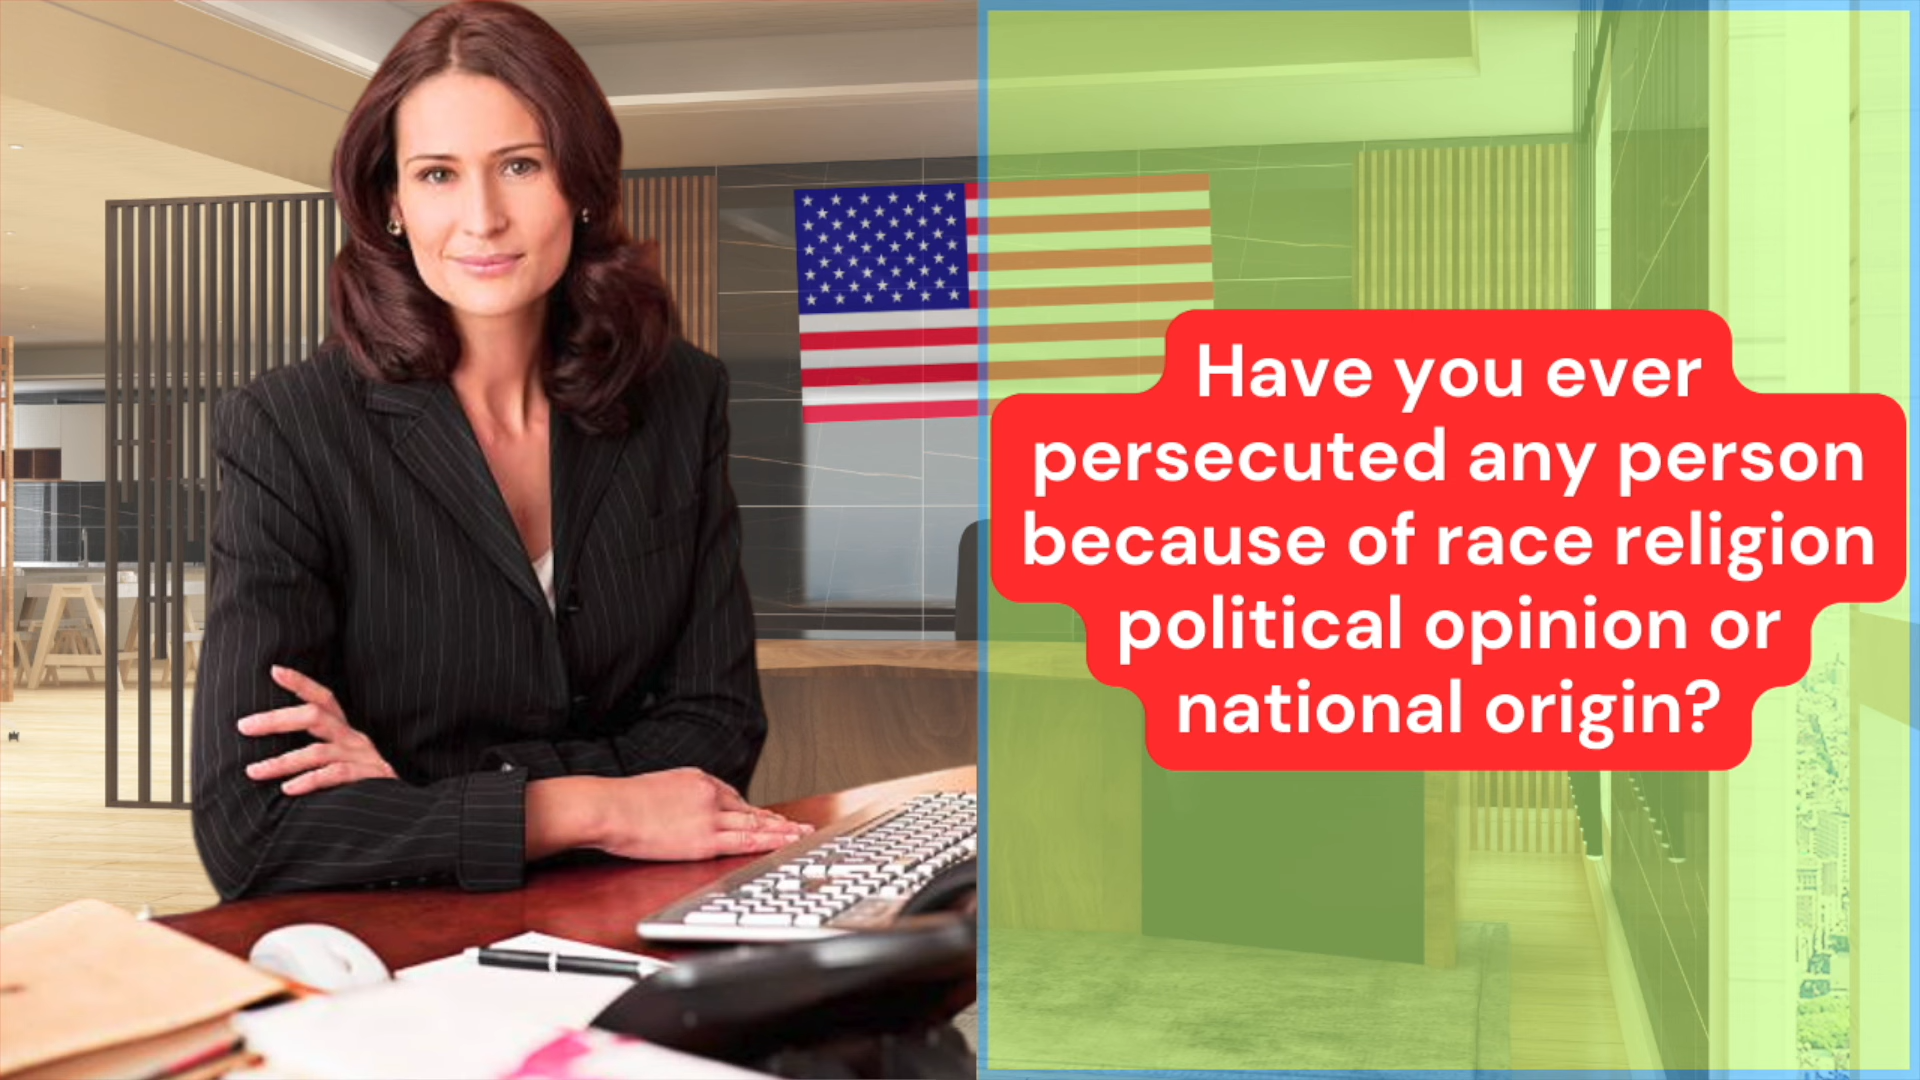 Have you ever
persecuted any person
because of race religion
political opinion or
national origin?